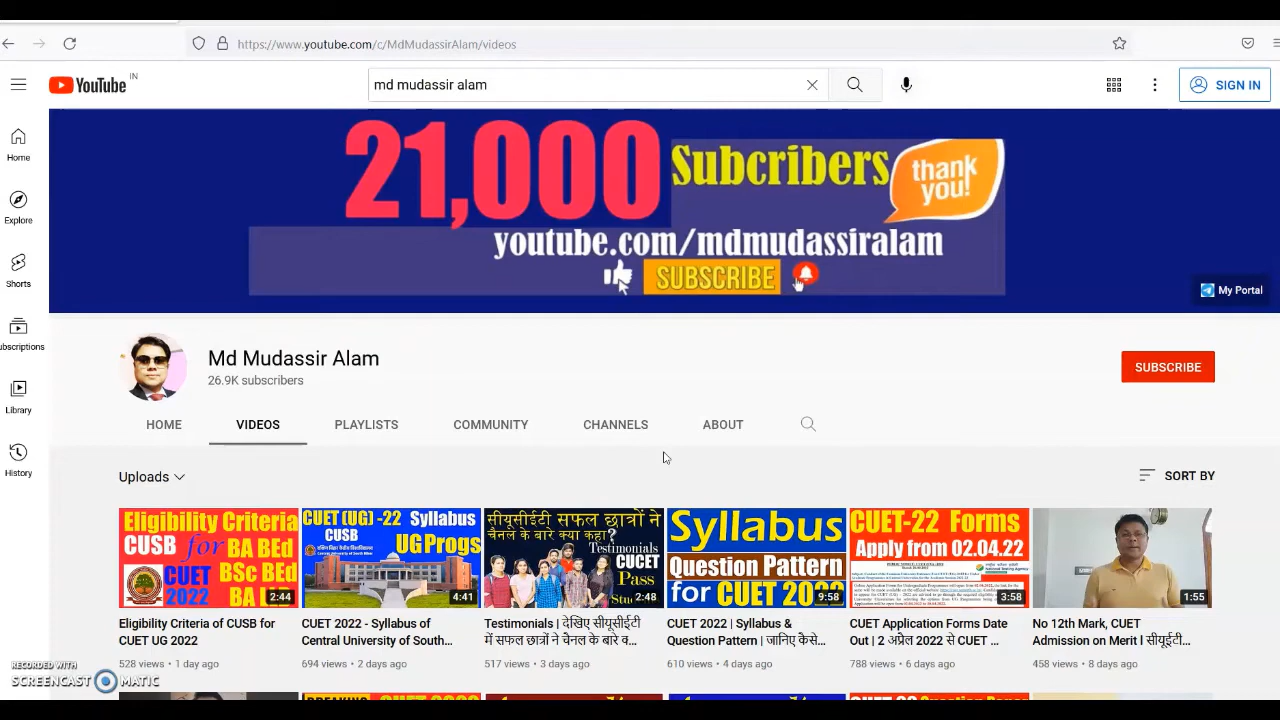 https://www.youtube.com/c/MdMudassirAlam/videos
YouTube IN
md mudassir alam
SIGN IN
Home
Explore
Shorts
ubscriptions
Library
History
21,000
Subcribers
thank
you!
youtube.com/mdmudassiralam
SUBSCRIBE
My Portal
Md Mudassir Alam
26.9K subscribers
SUBSCRIBE
HOME
VIDEOS
PLAYLISTS
COMMUNITY
CHANNELS
ABOUT
Uploads
SORT BY
Eligibility Criteria
CUSB for BA BEd
CUET BSc BEd
2022 BA L
2:44
Eligibility Criteria of CUSB for
CUET UG 2022
528 views • 1 day ago
CUET (UG) -22 Syllabus
UG Progs
4:41
CUET 2022 - Syllabus of
Central University of South...
694 views • 2 days ago
सीयूसीईटी सफल छात्रों ने
चैनल के बारे क्या कहा?
Testimonials
CUCET
Pass
Stu
2:48
Testimonials | देखिए सीयूसीईटी
में सफल छात्रों ने चैनल के बारे क...
517 views • 3 days ago
Syllabus
Question Pattern
for CUET 2022
9:58
CUET 2022 | Syllabus &
Question Pattern | जानिए कैसे...
610 views • 4 days ago
CUET-22 Forms
Apply from 02.04.22
3:58
CUET Application Forms Date
Out | 2 अप्रैल 2022 से CUET ...
788 views • 6 days ago
1:55
No 12th Mark, CUET
Admission on Merit l सीयूईटी...
458 views • 8 days ago
RECORDED WITH
SCREENCAST MATIC